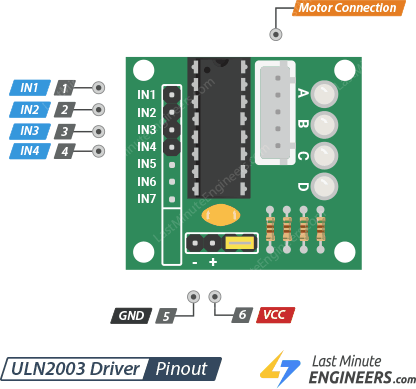 Motor Connection
IN1 1
IN2 2
IN3 3
IN4 4
IN1
IN2
IN3
IN4
IN5
IN6
IN7
A
B
C
D
- +
GND 5
6 VCC
LastMinuteEngineers.com
ULN2003 Driver Pinout
Last Minute
ENGINEERS.com